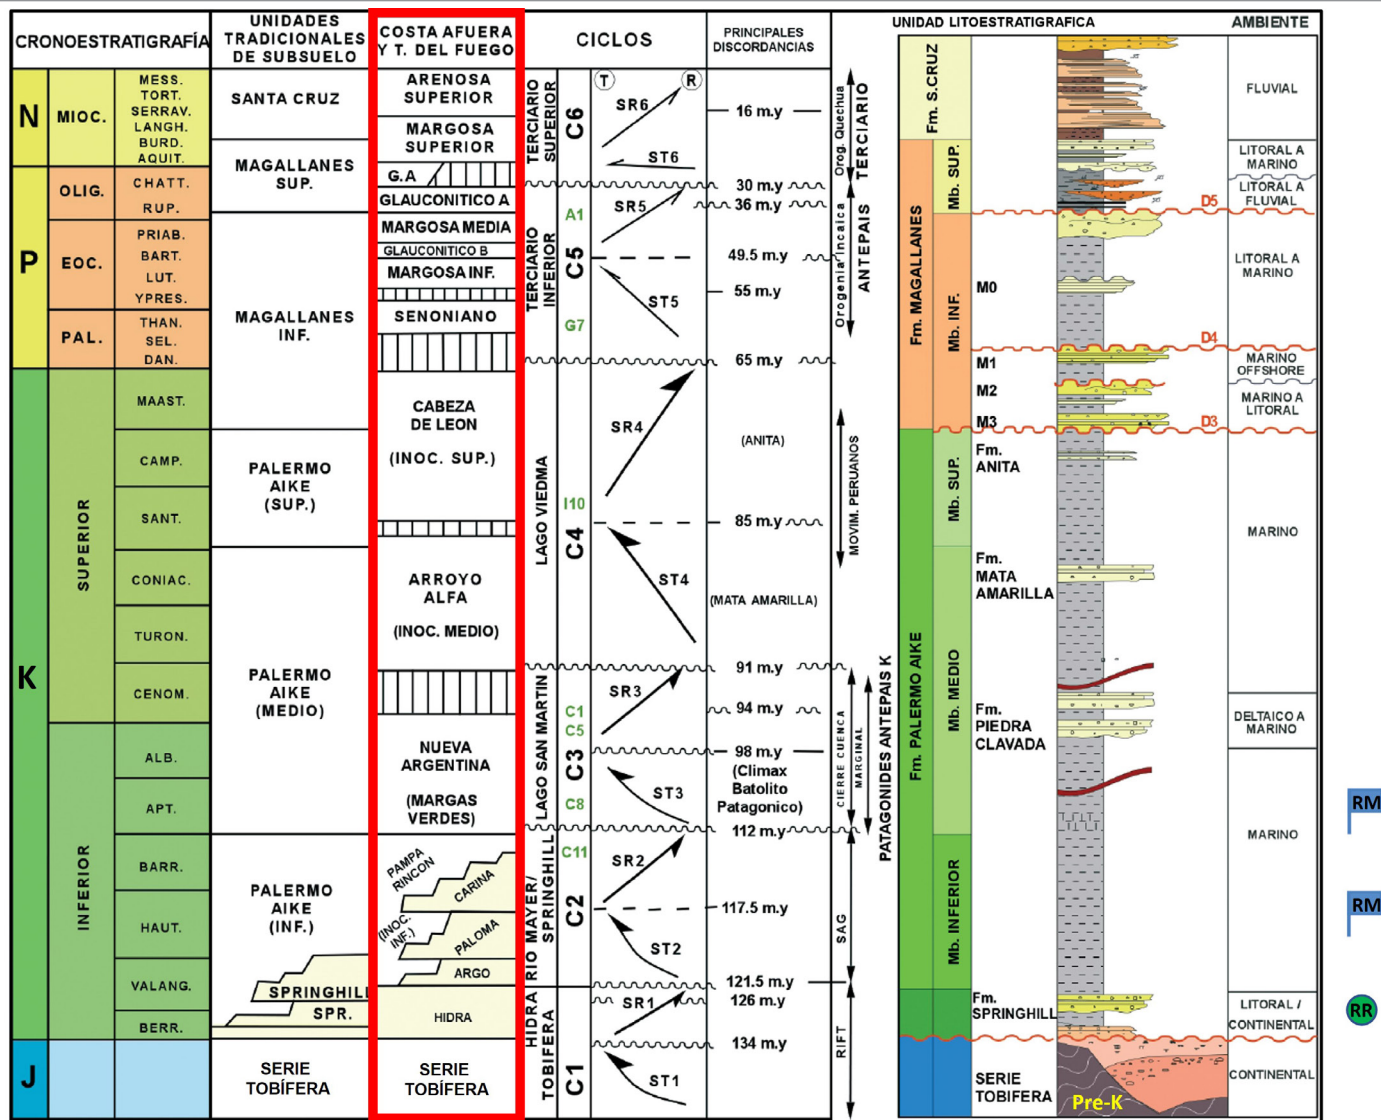 CRONOESTRATIGRAFÍA
UNIDADES
TRADICIONALES
DE SUBSUELO
COSTA AFUERA
Y T. DEL FUEGO
CICLOS
PRINCIPALES
DISCORDANCIAS
UNIDAD LITOESTRATIGRAFICA
AMBIENTE
N
MIOC.
MESS.
TORT.
SERRAV.
LANGH.
BURD.
AQUIT.
P
OLIG.
CHATT.
RUP.
EOC.
PRIAB.
BART.
LUT.
YPRES.
PAL.
THAN.
SEL.
DAN.
K
SUPERIOR
MAAST.
CAMP.
SANT.
CONIAC.
TURON.
CENOM.
INFERIOR
ALB.
APT.
BARR.
HAUT.
VALANG.
BERR.
J
SANTA CRUZ
MAGALLANES
SUP.
MAGALLANES
INF.
PALERMO
AIKE
(SUP.)
PALERMO
AIKE
(MEDIO)
PALERMO
AIKE
(INF.)
SPRINGHILL
SPR.
SERIE
TOBÍFERA
ARENOSA
SUPERIOR
MARGOSA
SUPERIOR
G.A
GLAUCONITICO A
MARGOSA MEDIA
GLAUCONITICO B
MARGOSA INF.
SENONIANO
CABEZA
DE LEON
(INOC. SUP.)
ARROYO
ALFA
(INOC. MEDIO)
NUEVA
ARGENTINA
(MARGAS
VERDES)
PAMPA
RINCON
CARINA
(INOC.
INF.)
PALOMA
ARGO
HIDRA
SERIE
TOBÍFERA
TERCIARIO
SUPERIOR
TERCIARIO
INFERIOR
LAGO VIEDMA
LAGO SAN MARTIN
RIO MAYER/
SPRINGHILL
HIDRA
TOBIFERA
C6
C5
C4
C3
C2
C1
A1
G7
I10
C1
C5
C8
C11
T
R
SR6
ST6
SR5
ST5
SR4
ST4
SR3
ST3
SR2
ST2
SR1
ST1
16 m.y
30 m.y
36 m.y
49.5 m.y
55 m.y
65 m.y
(ANITA)
85 m.y
(MATA AMARILLA)
91 m.y
94 m.y
98 m.y
(Climax
Batolito
Patagonico)
112 m.y
117.5 m.y
121.5 m.y
126 m.y
134 m.y
Orog. Quechua
Orogenia Incaica
TERCIARIO
ANTEPAIS
MOVIM. PERUANOS
CIERRE CUENCA
MARGINAL
PATAGONIDES ANTEPAIS K
SAG
RIFT
Fm. S.CRUZ
Fm. MAGALLANES
Mb. SUP.
Mb. INF.
Fm. PALERMO AIKE
Mb. SUP.
Mb. MEDIO
Mb. INFERIOR
M0
M1
M2
M3
Fm.
ANITA
Fm.
MATA
AMARILLA
Fm.
PIEDRA
CLAVADA
Fm.
SPRINGHILL
SERIE
TOBIFERA
D5
D4
D3
Pre-K
FLUVIAL
LITORAL A
MARINO
LITORAL A
FLUVIAL
LITORAL A
MARINO
MARINO
OFFSHORE
MARINO A
LITORAL
MARINO
DELTAICO A
MARINO
MARINO
LITORAL /
CONTINENTAL
CONTINENTAL
RM
RM
RR